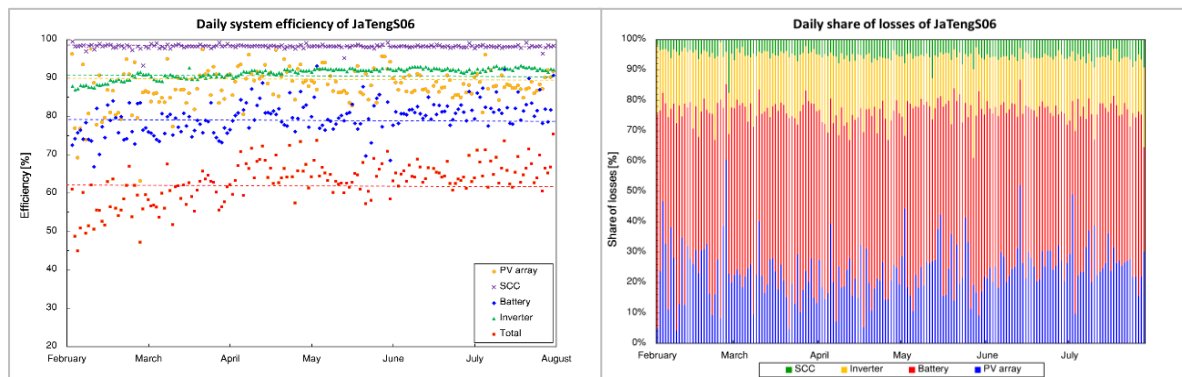 Daily system efficiency of JaTengS06
100
90
80
70
60
50
40
30
20
Efficiency [%]
PV array
SCC
Battery
Inverter
Total
February March April May June July August
Daily share of losses of JaTengS06
100%
90%
80%
70%
60%
50%
40%
30%
20%
10%
0%
Share of losses [%]
February March April May June July
SCC Inverter Battery PV array